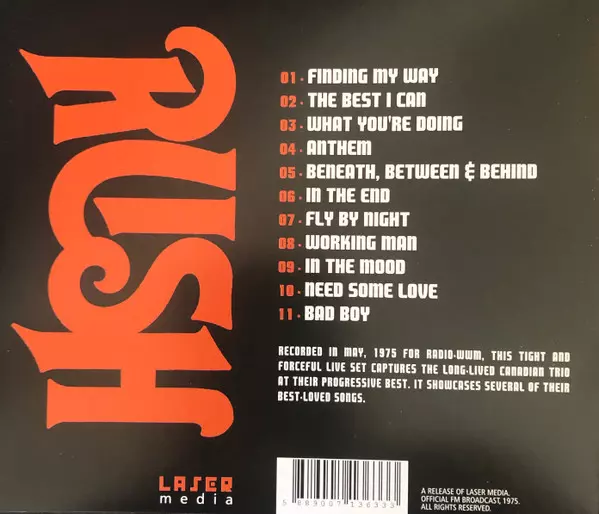 RUSH
01 · FINDING MY WAY
02 · THE BEST I CAN
03 · WHAT YOU'RE DOING
04 · ANTHEM
05 · BENEATH, BETWEEN & BEHIND
06 · IN THE END
07 · FLY BY NIGHT
08 · WORKING MAN
09 · IN THE MOOD
10 · NEED SOME LOVE
11 · BAD BOY
RECORDED IN MAY, 1975 FOR RADIO-WWM, THIS TIGHT AND
FORCEFUL LIVE SET CAPTURES THE LONG-LIVED CANADIAN TRIO
AT THEIR PROGRESSIVE BEST. IT SHOWCASES SEVERAL OF THEIR
BEST-LOVED SONGS.
LASER
media
5 889007 136333
A RELEASE OF LASER MEDIA.
OFFICIAL FM BROADCAST, 1975.
ALL RIGHTS RESERVED.